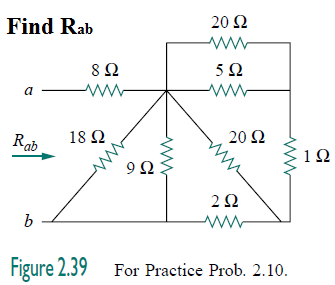 Find Rab
20 Ω
8 Ω
5 Ω
a
Rab
18 Ω
20 Ω
9 Ω
1 Ω
2 Ω
b
Figure 2.39 For Practice Prob. 2.10.